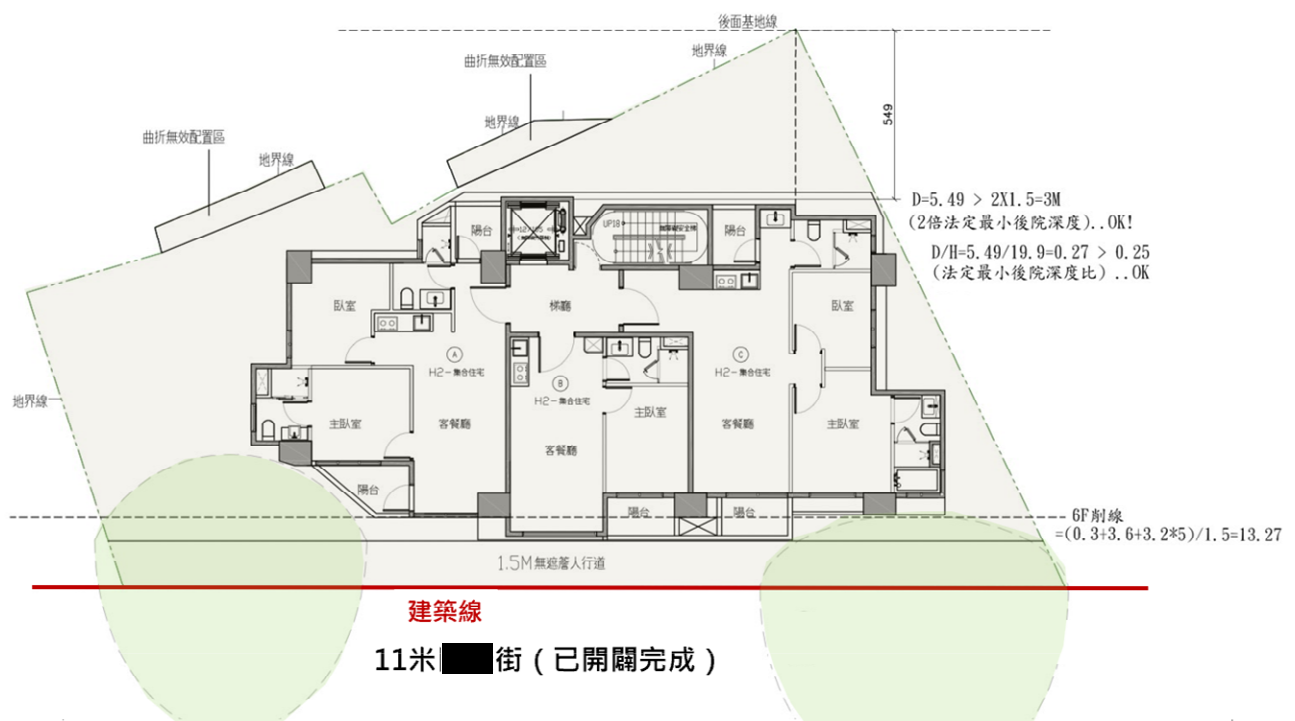 後面基地線
地界線
曲折無效配置區
549
地界線
曲折無效配置區
地界線
D=5.49 > 2X1.5=3M
(2倍法定最小後院深度)..OK!
D/H=5.49/19.9=0.27 > 0.25
(法定最小後院深度比)..OK
陽台
UP18
陽台
臥室
梯廳
臥室
A
H2-集合住宅
B
H2-集合住宅
C
H2-集合住宅
地界線
主臥室
客餐廳
主臥室
客餐廳
主臥室
客餐廳
陽台
陽台
陽台
6F削線
=(0.3+3.6+3.2*5)/1.5=13.27
1.5M無遮簷人行道
建築線
11米
街(已開闢完成)